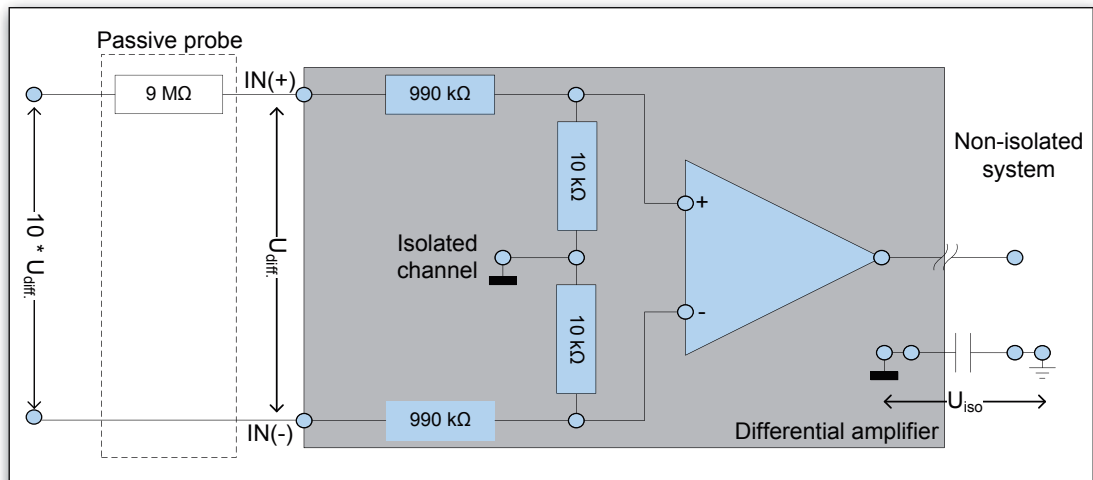 Passive probe
9 MΩ
IN(+)
990 kΩ
10 kΩ
10 * Udiff.
Udiff.
Isolated
channel
10 kΩ
+
-
Non-isolated
system
IN(-)
990 kΩ
Uiso
Differential amplifier